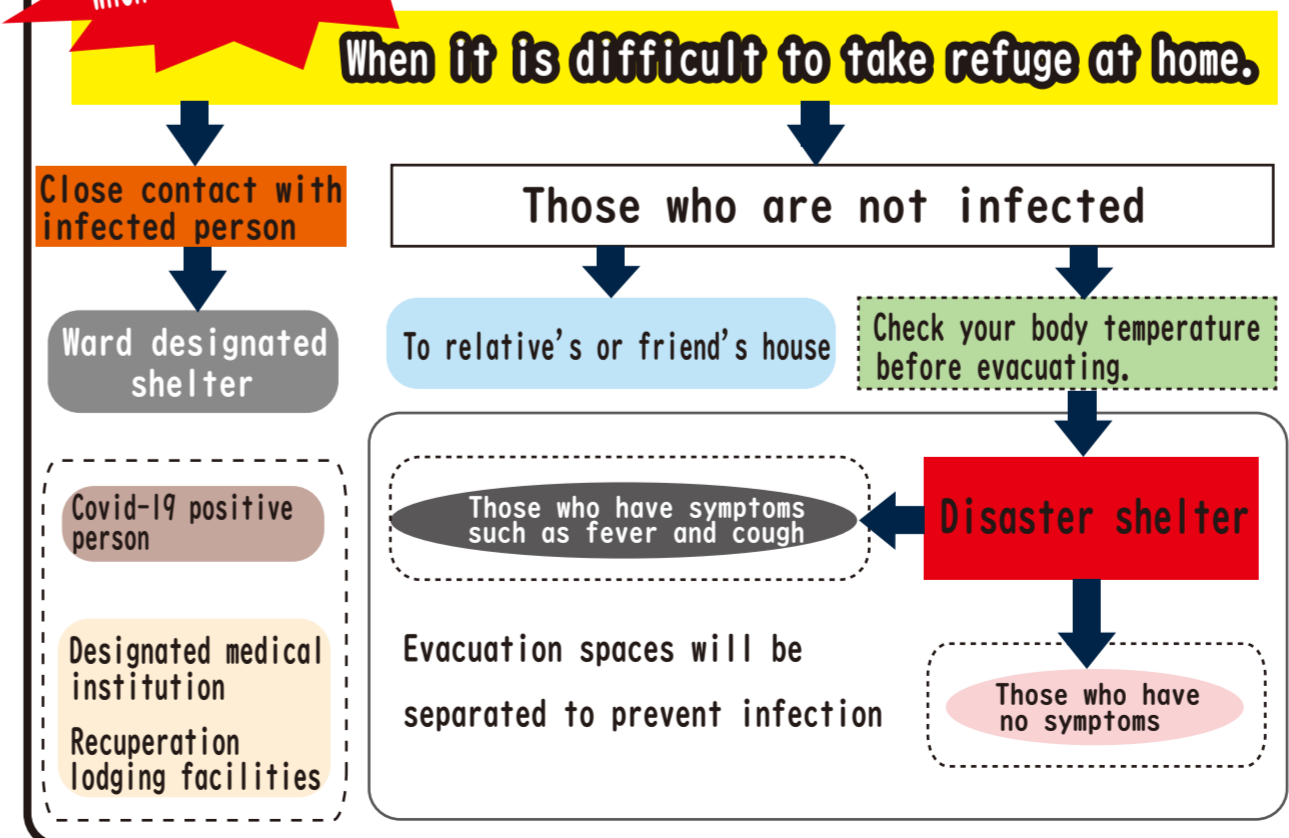 When it is difficult to take refuge at home.
Close contact with
infected person
Those who are not infected
Ward designated
shelter
To relative's or friend's house
Check your body temperature
before evacuating.
Covid-19 positive
person
Those who have symptoms
such as fever and cough
Disaster shelter
Designated medical
institution
Recuperation
lodging facilities
Evacuation spaces will be
separated to prevent infection
Those who have
no symptoms